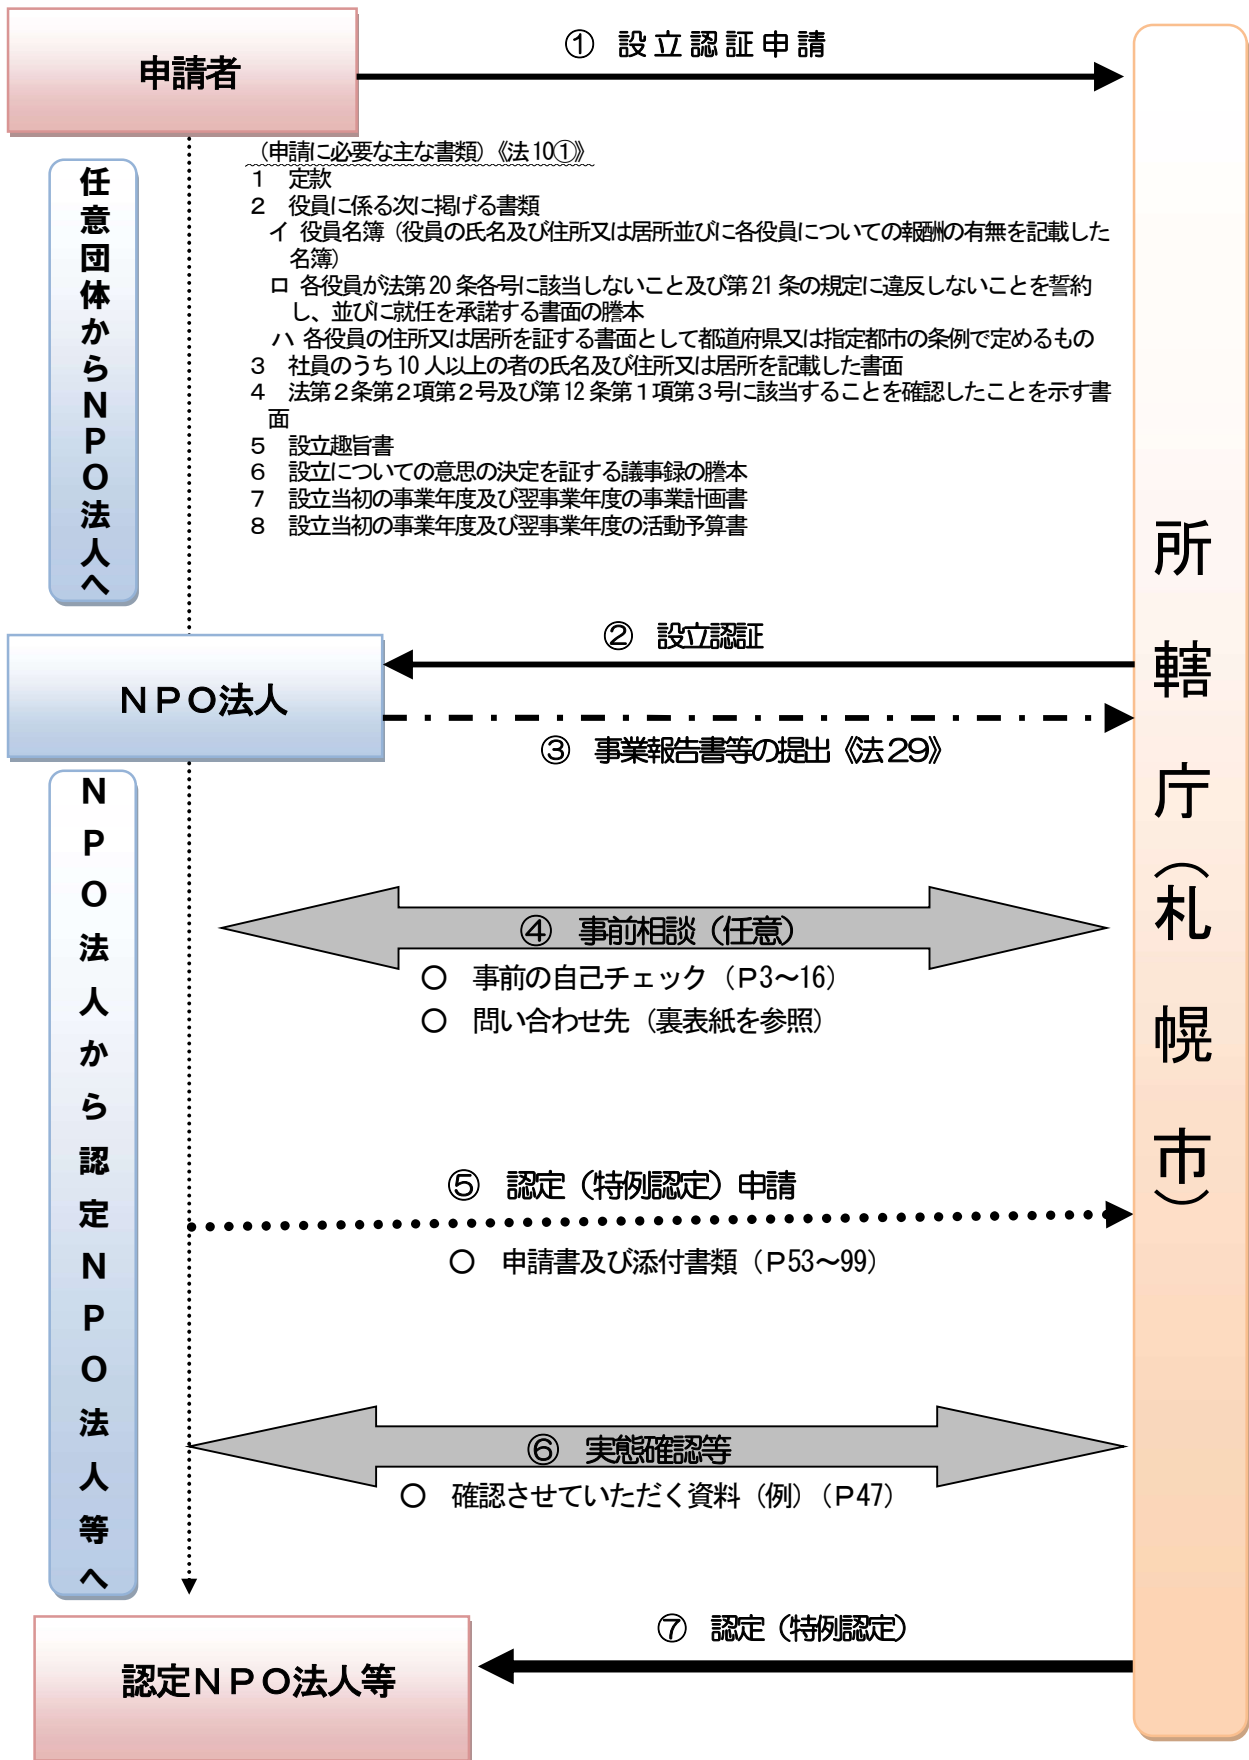 申請者
① 設立認証申請
（申請に必要な主な書類）《法10①》
1 定款
2 役員に係る次に掲げる書類
イ 役員名簿（役員の氏名及び住所又は居所並びに各役員についての報酬の有無を記載した
名簿）
ロ 各役員が法第20条各号に該当しないこと及び第21条の規定に違反しないことを誓約
し、並びに就任を承諾する書面の謄本
ハ 各役員の住所又は居所を証する書面として都道府県又は指定都市の条例で定めるもの
3 社員のうち10人以上の者の氏名及び住所又は居所を記載した書面
4 法第２条第２項第２号及び第12条第１項第３号に該当することを確認したことを示す書
面
5 設立趣旨書
6 設立についての意思の決定を証する議事録の謄本
7 設立当初の事業年度及び翌事業年度の事業計画書
8 設立当初の事業年度及び翌事業年度の活動予算書
任意団体からＮＰＯ法人へ
② 設立認証
ＮＰＯ法人
③ 事業報告書等の提出《法29》
ＮＰＯ法人から認定ＮＰＯ法人等へ
④ 事前相談（任意）
○ 事前の自己チェック（Ｐ3～16）
○ 問い合わせ先（裏表紙を参照）
⑤ 認定（特例認定）申請
○ 申請書及び添付書類（Ｐ53～99）
⑥ 実態確認等
○ 確認させていただく資料（例）（Ｐ47）
⑦ 認定（特例認定）
認定ＮＰＯ法人等
所轄庁（札幌市）